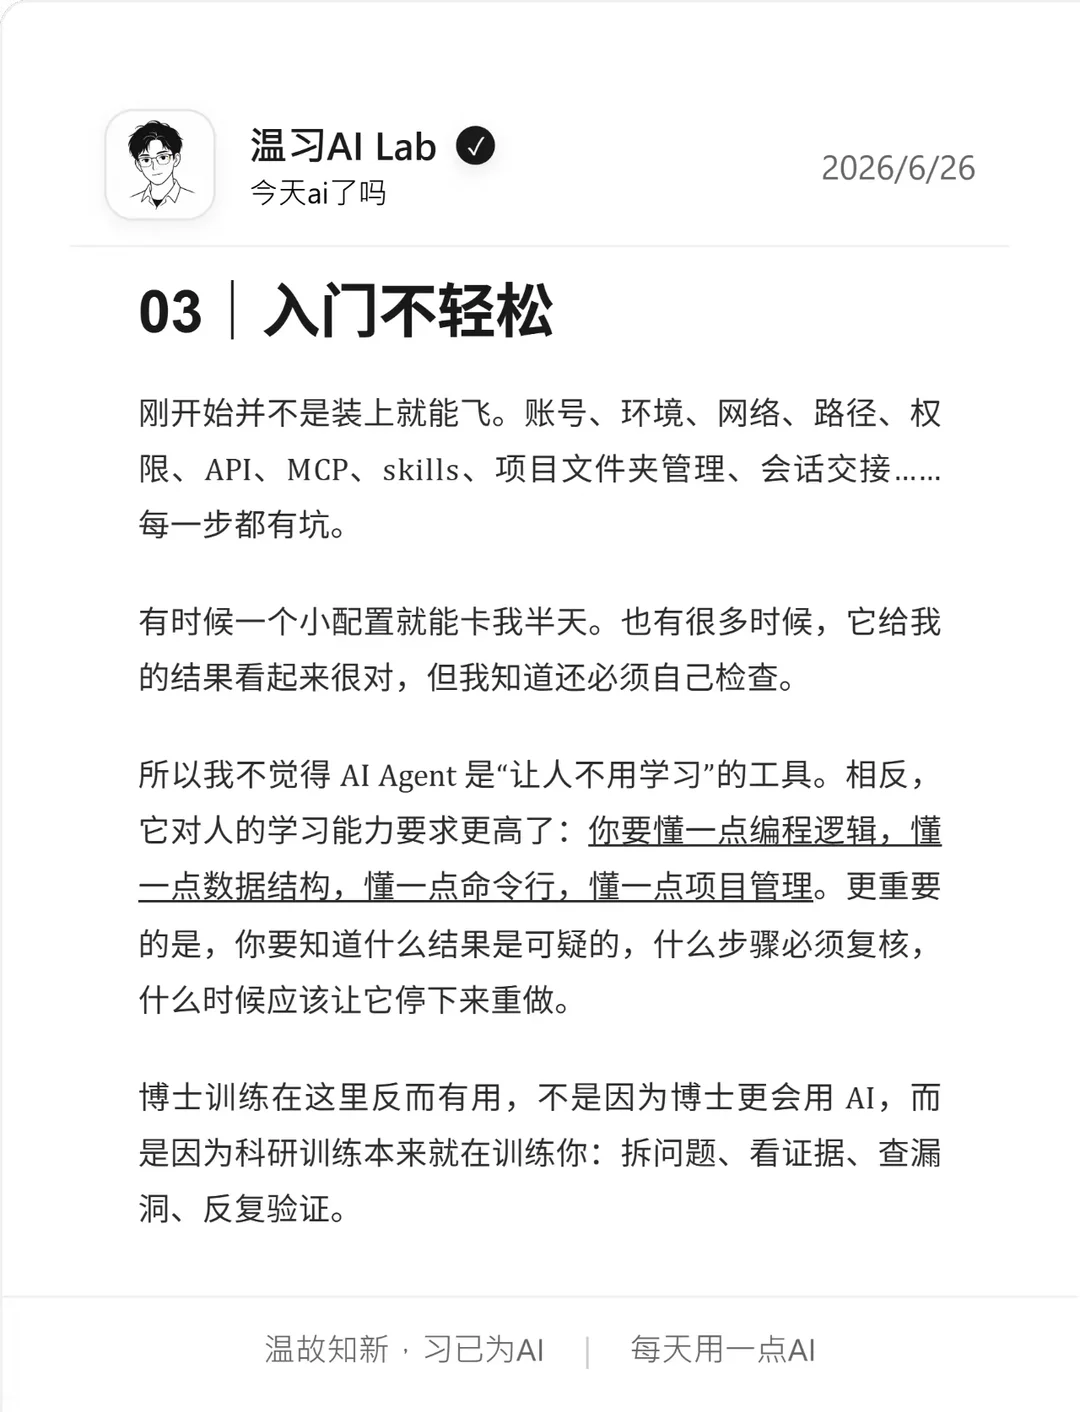 温习AI Lab
今天ai了吗
2026/6/26
03｜入门不轻松
刚开始并不是装上就能飞。账号、环境、网络、路径、权
限、API、MCP、skills、项目文件夹管理、会话交接……
每一步都有坑。
有时候一个小配置就能卡我半天。也有很多时候，它给我
的结果看起来很对，但我知道还必须自己检查。
所以我不觉得 AI Agent 是“让人不用学习”的工具。相反，
它对人的学习能力要求更高了：你要懂一点编程逻辑，懂
一点数据结构，懂一点命令行，懂一点项目管理。更重要
的是，你要知道什么结果是可疑的，什么步骤必须复核，
什么时候应该让它停下来重做。
博士训练在这里反而有用，不是因为博士更会用 AI，而
是因为科研训练本来就在训练你：拆问题、看证据、查漏
洞、反复验证。
温故知新，习已为AI ｜ 每天用一点AI